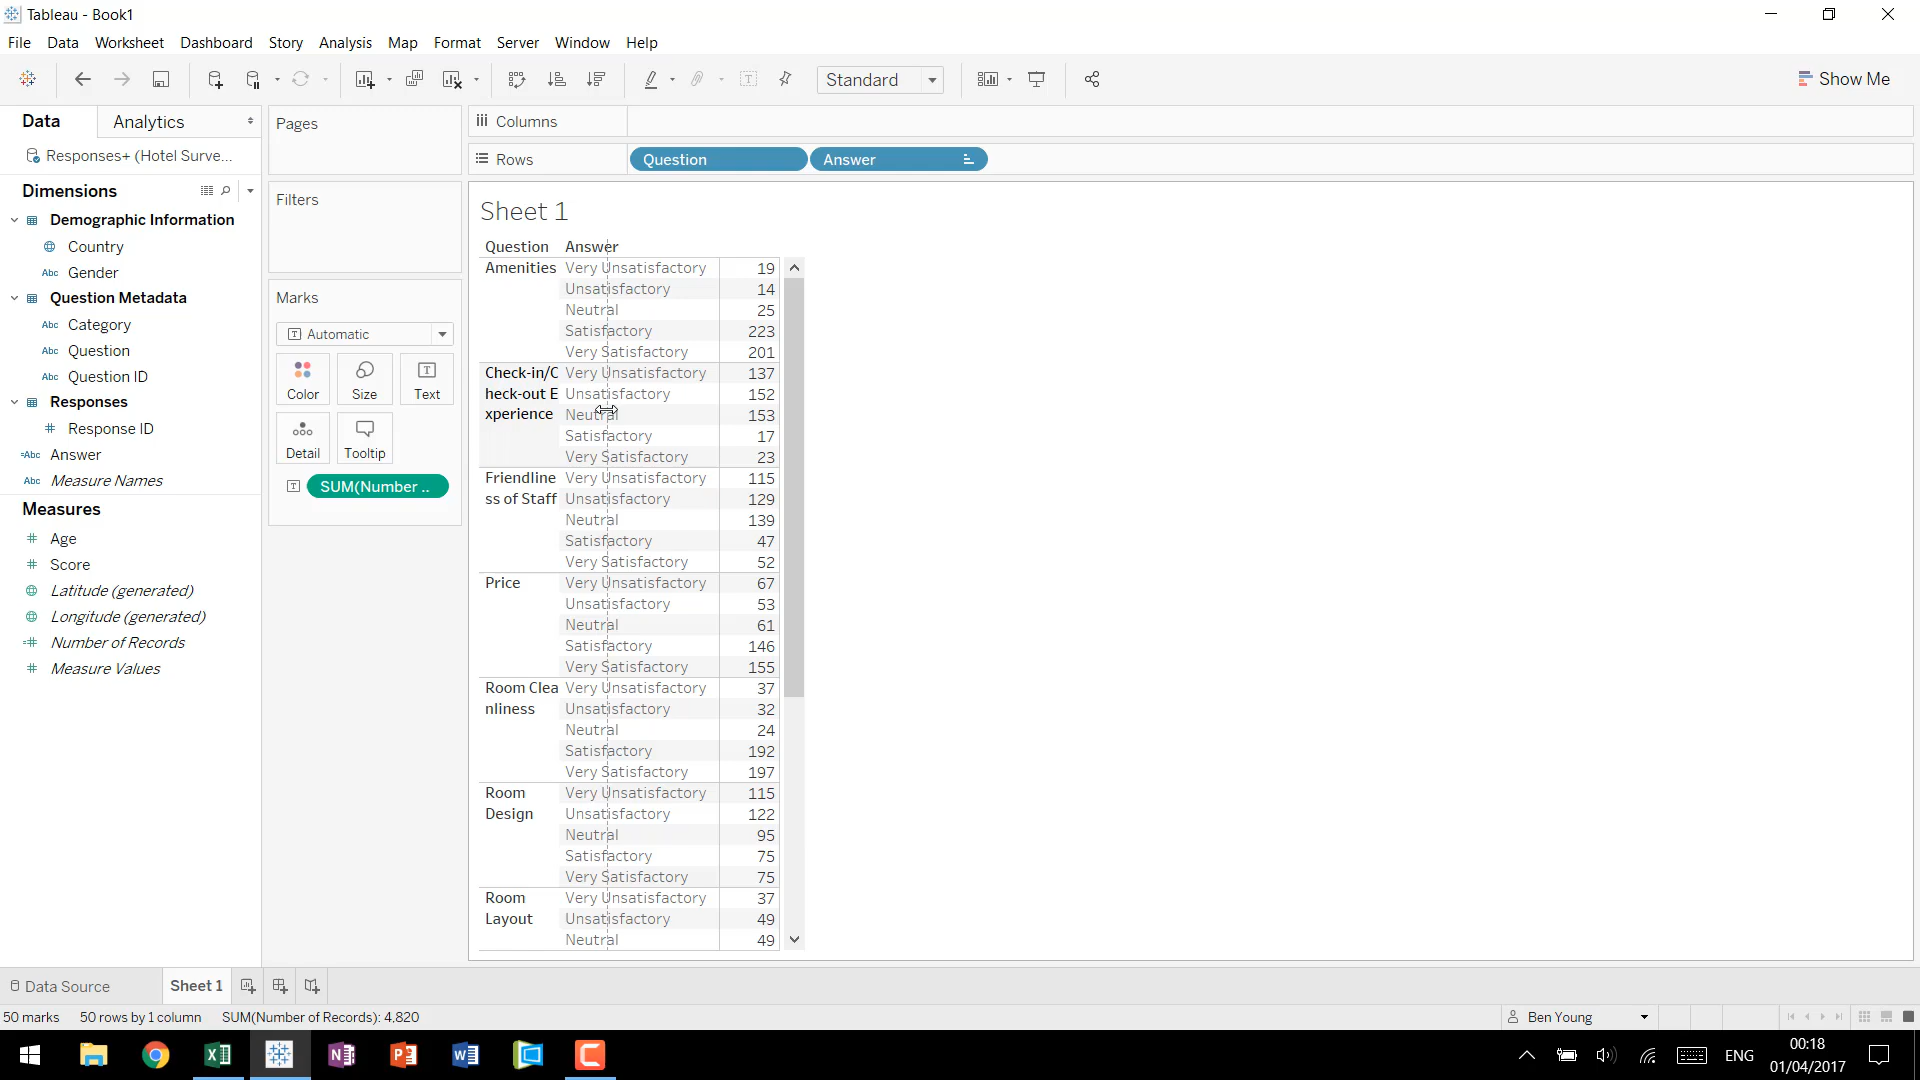 Tableau - Book1
File Data Worksheet Dashboard Story Analysis Map Format Server Window Help
Standard
Show Me
Data Analytics
Pages
Columns
Responses+ (Hotel Surve...
Rows Question Answer
Dimensions
Filters
Demographic Information
Country
Gender
Question Metadata
Abc Category
Abc Question
Abc Question ID
Responses
Response ID
=Abc Answer
Abc Measure Names
Measures
Age
Score
Latitude (generated)
Longitude (generated)
Number of Records
Measure Values
Marks
Automatic
Color Size Text
Detail Tooltip
SUM(Number ..
Sheet 1
Question Answer
Amenities Very Unsatisfactory 19
Unsatisfactory 14
Neutral 25
Satisfactory 223
Very Satisfactory 201
Check-in/C Very Unsatisfactory 137
heck-out E Unsatisfactory 152
xperience Neutral 153
Satisfactory 17
Very Satisfactory 23
Friendline Very Unsatisfactory 115
ss of Staff Unsatisfactory 129
Neutral 139
Satisfactory 47
Very Satisfactory 52
Price Very Unsatisfactory 67
Unsatisfactory 53
Neutral 61
Satisfactory 146
Very Satisfactory 155
Room Clea Very Unsatisfactory 37
nliness Unsatisfactory 32
Neutral 24
Satisfactory 192
Very Satisfactory 197
Room Very Unsatisfactory 115
Design Unsatisfactory 122
Neutral 95
Satisfactory 75
Very Satisfactory 75
Room Very Unsatisfactory 37
Layout Unsatisfactory 49
Neutral 49
Data Source Sheet 1
50 marks 50 rows by 1 column SUM(Number of Records): 4,820
Ben Young
ENG
00:18
01/04/2017